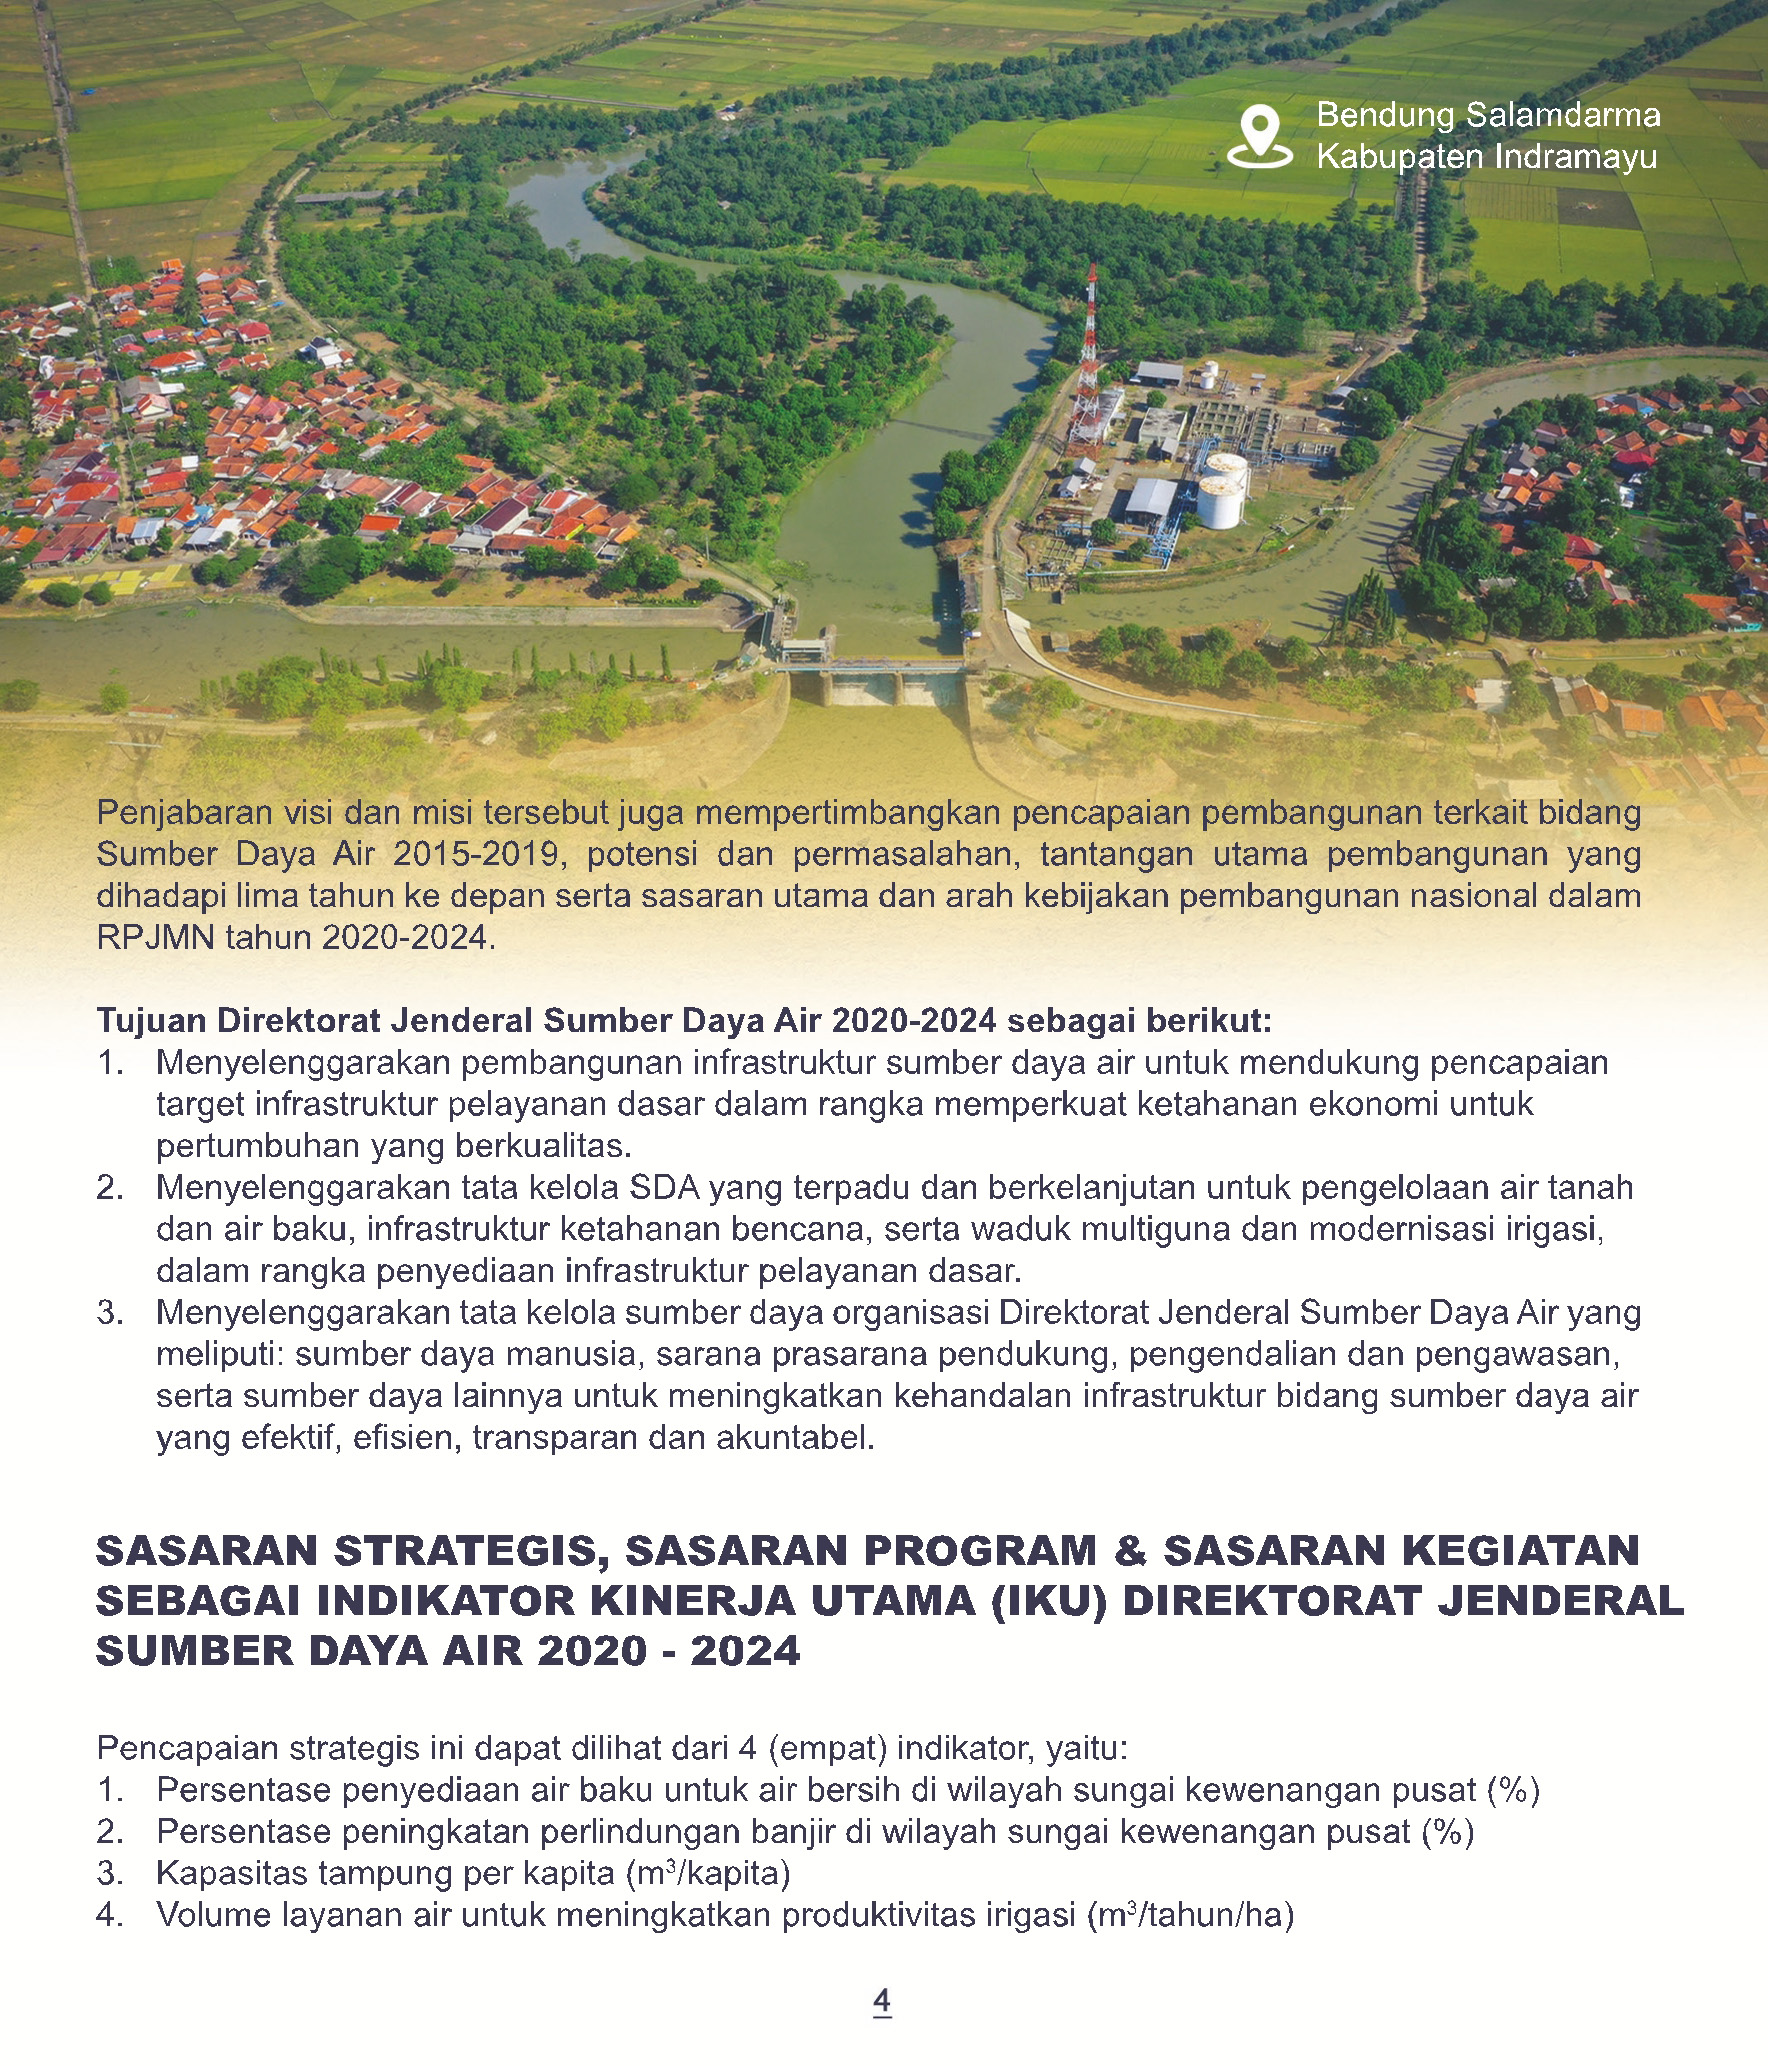 Bendung Salamdarma
Kabupaten Indramayu
Penjabaran visi dan misi tersebut juga mempertimbangkan pencapaian pembangunan terkait bidang
Sumber Daya Air 2015-2019, potensi dan permasalahan, tantangan utama pembangunan yang
dihadapi lima tahun ke depan serta sasaran utama dan arah kebijakan pembangunan nasional dalam
RPJMN tahun 2020-2024.
Tujuan Direktorat Jenderal Sumber Daya Air 2020-2024 sebagai berikut:
1. Menyelenggarakan pembangunan infrastruktur sumber daya air untuk mendukung pencapaian
target infrastruktur pelayanan dasar dalam rangka memperkuat ketahanan ekonomi untuk
pertumbuhan yang berkualitas.
2. Menyelenggarakan tata kelola SDA yang terpadu dan berkelanjutan untuk pengelolaan air tanah
dan air baku, infrastruktur ketahanan bencana, serta waduk multiguna dan modernisasi irigasi,
dalam rangka penyediaan infrastruktur pelayanan dasar.
3. Menyelenggarakan tata kelola sumber daya organisasi Direktorat Jenderal Sumber Daya Air yang
meliputi: sumber daya manusia, sarana prasarana pendukung, pengendalian dan pengawasan,
serta sumber daya lainnya untuk meningkatkan kehandalan infrastruktur bidang sumber daya air
yang efektif, efisien, transparan dan akuntabel.
SASARAN STRATEGIS, SASARAN PROGRAM & SASARAN KEGIATAN
SEBAGAI INDIKATOR KINERJA UTAMA (IKU) DIREKTORAT JENDERAL
SUMBER DAYA AIR 2020 - 2024
Pencapaian strategis ini dapat dilihat dari 4 (empat) indikator, yaitu:
1. Persentase penyediaan air baku untuk air bersih di wilayah sungai kewenangan pusat (%)
2. Persentase peningkatan perlindungan banjir di wilayah sungai kewenangan pusat (%)
3. Kapasitas tampung per kapita (m³/kapita)
4. Volume layanan air untuk meningkatkan produktivitas irigasi (m³/tahun/ha)
4